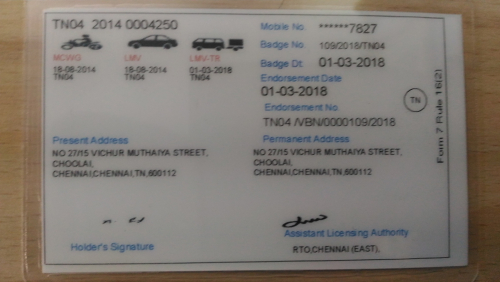 TN04 2014 0004250
Mobile No ******7827
MCWG LMV LMV-TR
18-08-2014 18-08-2014 01-03-2018
TN04 TN04 TN04
Badge No 109/2018/TN04
Badge Dt 01-03-2018
Endorsement Date
01-03-2018
Endorsement No.
TN04 /VBN/0000109/2018
TN
Form 7 Rule 16(2)
Present Address
NO 27/15 VICHUR MUTHAIYA STREET,
CHOOLAI,
CHENNAI,CHENNAI,TN,600112
Permanent Address
NO 27/15 VICHUR MUTHAIYA STREET,
CHOOLAI,
CHENNAI,CHENNAI,TN,600112
Holder's Signature
Assistant Licensing Authority
RTO,CHENNAI (EAST),